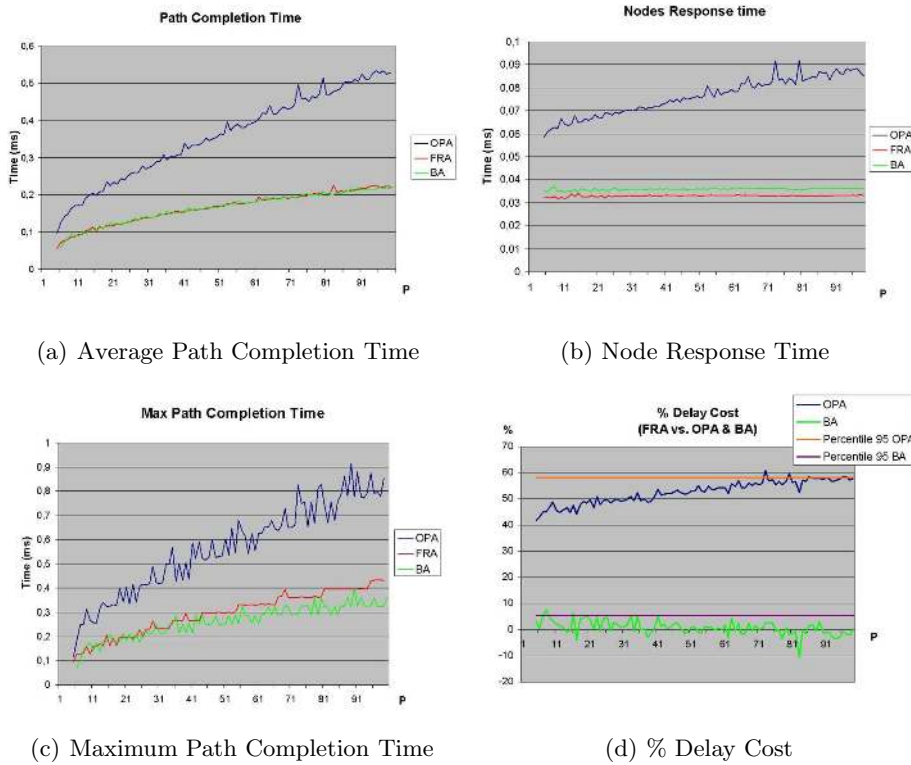 Path Completion Time
Time (ms)
0,6
0,5
0,4
0,3
0,2
0,1
0
1 11 21 31 41 51 61 71 81 91
P
OPA
FRA
BA
(a) Average Path Completion Time
Nodes Response time
Time (ms)
0,1
0,09
0,08
0,07
0,06
0,05
0,04
0,03
0,02
0,01
0
1 11 21 31 41 51 61 71 81 91
P
OPA
FRA
BA
(b) Node Response Time
Max Path Completion Time
Time (ms)
1
0,9
0,8
0,7
0,6
0,5
0,4
0,3
0,2
0,1
0
1 11 21 31 41 51 61 71 81 91
P
OPA
FRA
BA
(c) Maximum Path Completion Time
% Delay Cost
(FRA vs. OPA & BA)
%
OPA
BA
Percentile 95 OPA
Percentile 95 BA
70
60
50
40
30
20
10
0
-10
-20
1 11 21 31 41 51 61 71 81 91
P
(d) % Delay Cost